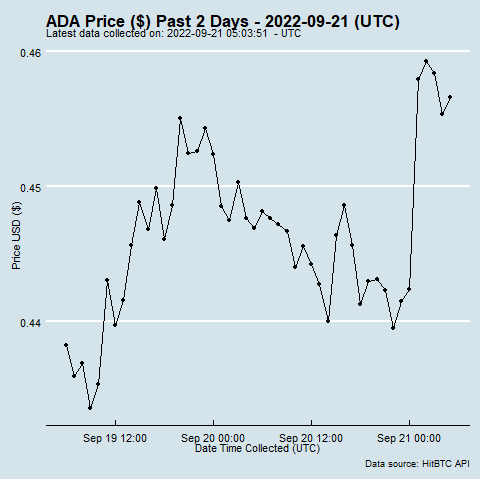 ADA Price ($) Past 2 Days - 2022-09-21 (UTC)
Latest data collected on: 2022-09-21 05:03:51  - UTC
0.46
0.45
0.44
Price USD ($)
Sep 19 12:00 Sep 20 00:00 Sep 20 12:00 Sep 21 00:00
Date Time Collected (UTC)
Data source: HitBTC API